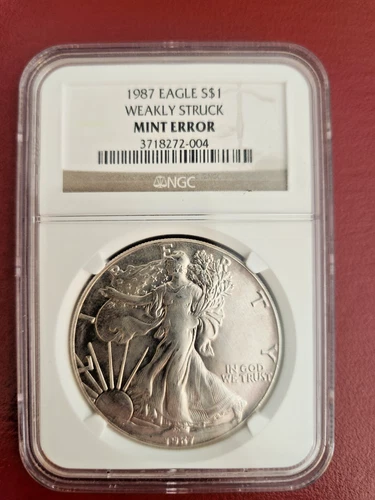 1987 EAGLE S$1
WEAKLY STRUCK
MINT ERROR
3718272-004
NGC
LIBERTY
IN GOD
WE TRUST
1987